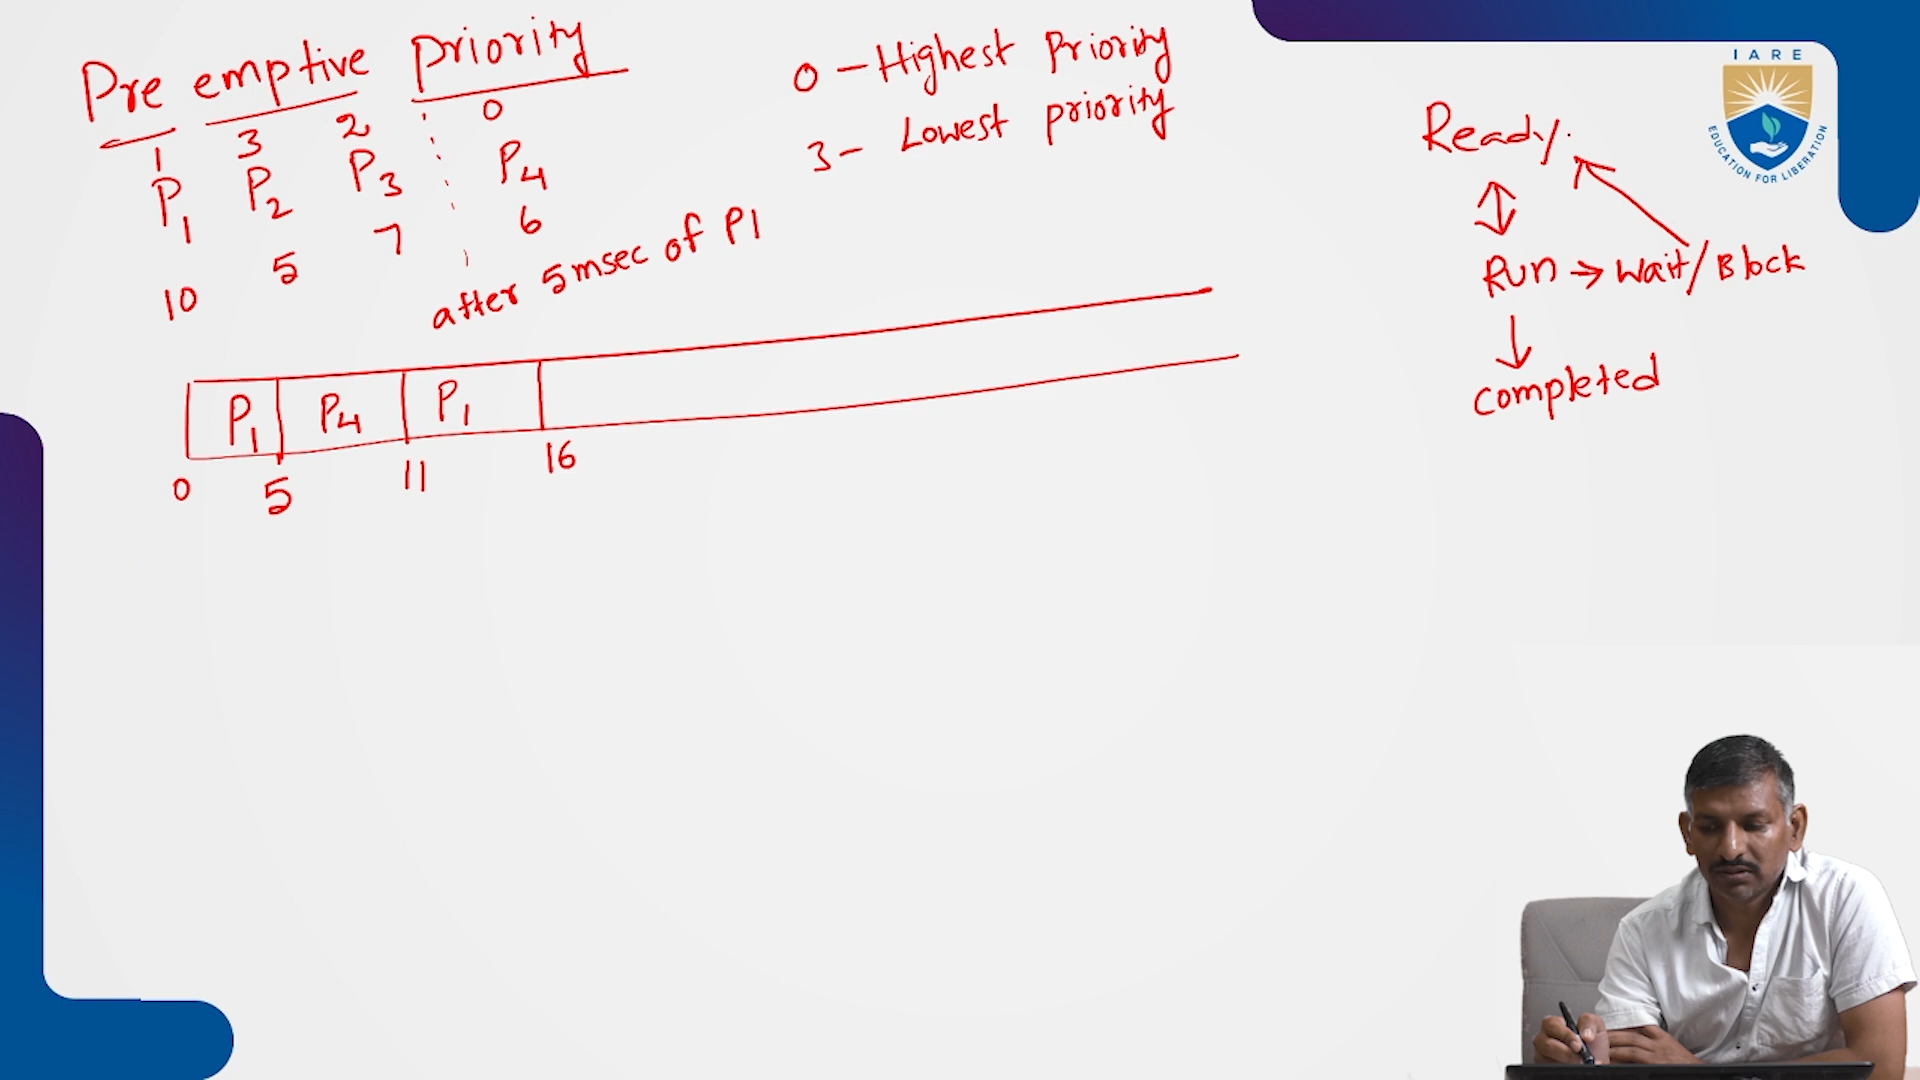 Pre emptive Priority
1 3 2 0
P1 P2 P3 P4
10 5 7 6
after 5msec of P1
0 - Highest Priority
3 - Lowest priority
P1 P4 P1
0 5 11 16
Ready
Run → Wait/Block
completed
IARE
EDUCATION FOR LIBERATION